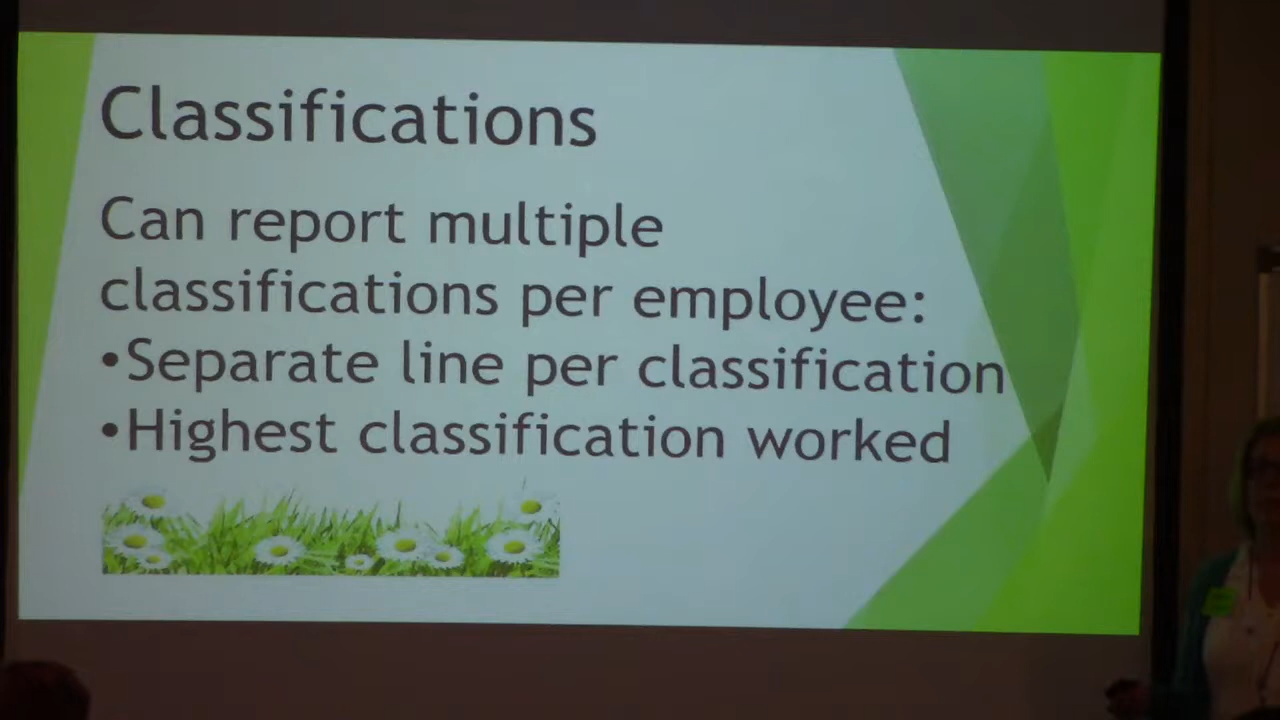 Classifications
Can report multiple
classifications per employee:
•Separate line per classification
•Highest classification worked